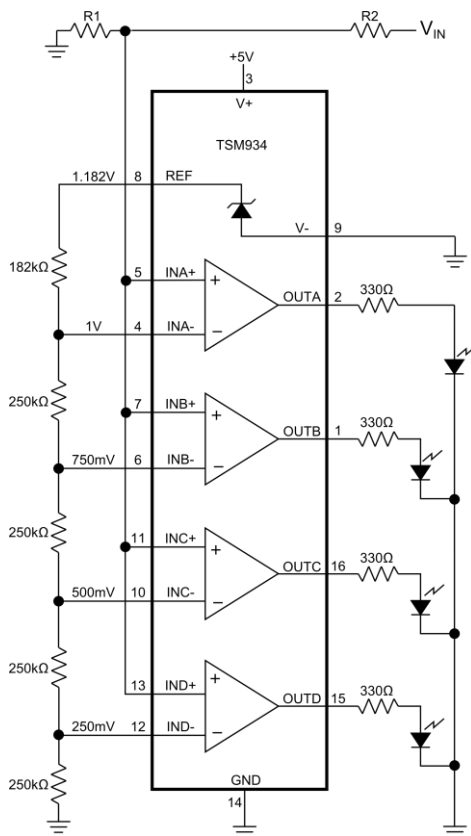 R1 R2 VIN
+5V
3
V+
TSM934
1.182V 8 REF
V- 9
182kΩ
5 INA+ OUTA 2 330Ω
1V 4 INA-
250kΩ
7 INB+ OUTB 1 330Ω
750mV 6 INB-
250kΩ
11 INC+ OUTC 16 330Ω
500mV 10 INC-
250kΩ
13 IND+ OUTD 15 330Ω
250mV 12 IND-
250kΩ
GND
14